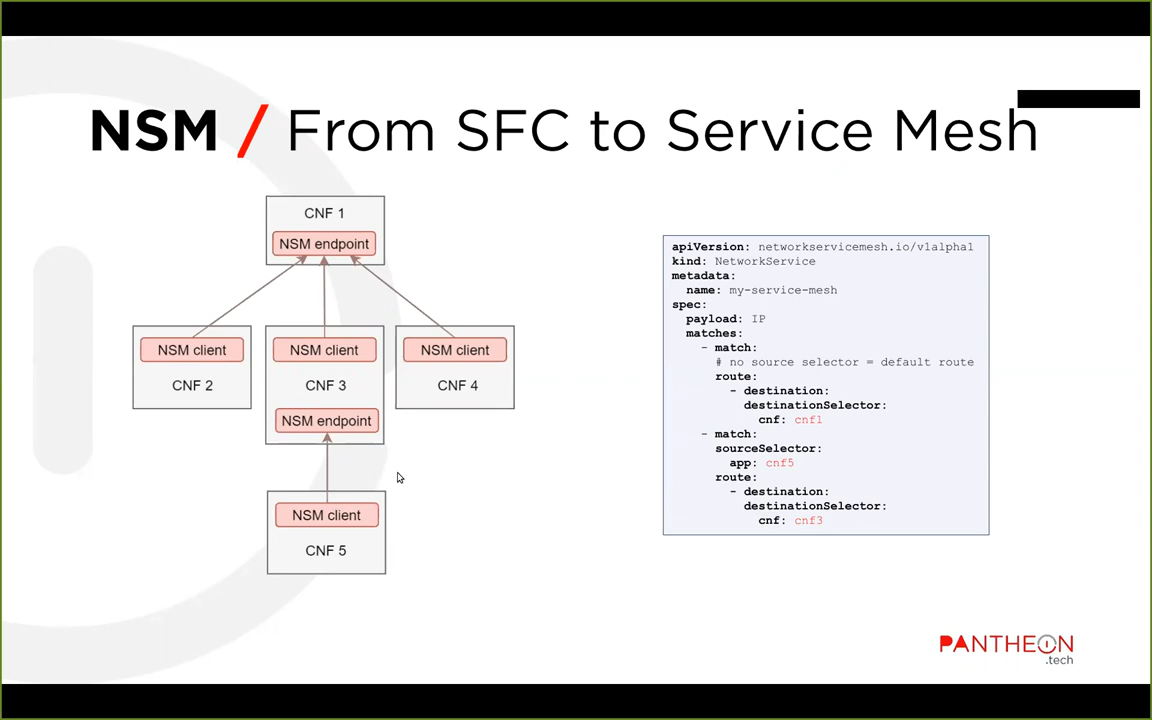 NSM / From SFC to Service Mesh
CNF 1
NSM endpoint
NSM client
CNF 2
NSM client
CNF 3
NSM endpoint
NSM client
CNF 4
NSM client
CNF 5
apiVersion: networkservicemesh.io/v1alpha1
kind: NetworkService
metadata:
name: my-service-mesh
spec:
payload: IP
matches:
- match:
# no source selector = default route
route:
- destination:
destinationSelector:
cnf: cnf1
- match:
sourceSelector:
app: cnf5
route:
- destination:
destinationSelector:
cnf: cnf3
PANTHEON
.tech